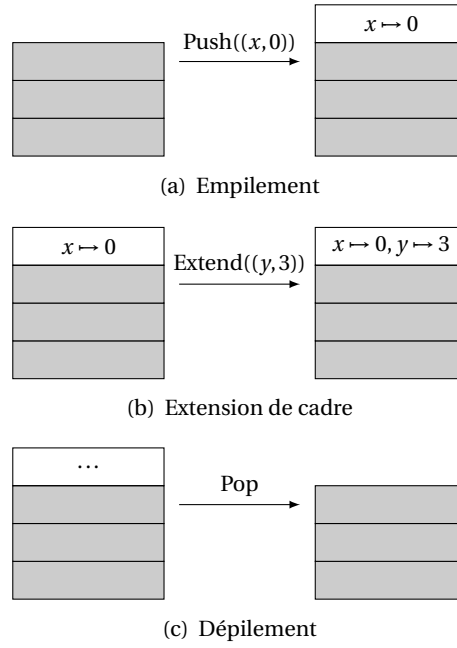 Push((x,0))
x ↦ 0
(a) Empilement
x ↦ 0
Extend((y,3))
x ↦ 0, y ↦ 3
(b) Extension de cadre
...
Pop
(c) Dépilement